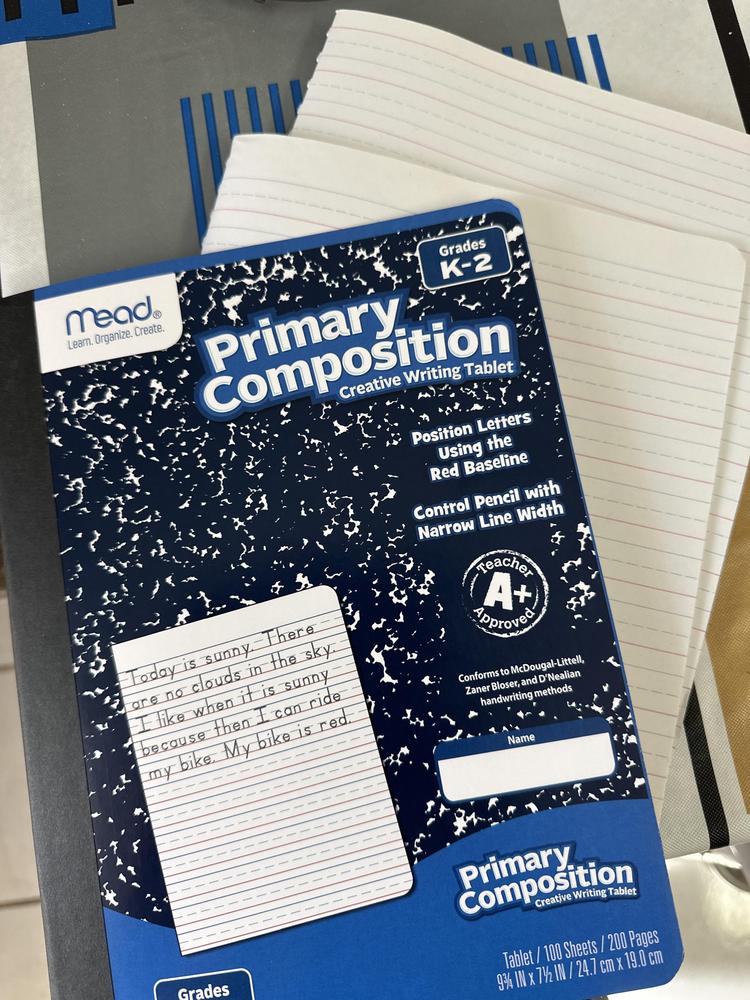 Grades
K-2
Mead®
Learn. Organize. Create.
Primary
Composition
Creative Writing Tablet
Position Letters
Using the
Red Baseline
Control Pencil with
Narrow Line Width
Teacher
A+
Approved
Conforms to McDougal-Littell,
Zaner Bloser, and D'Nealian
handwriting methods
Name
Today is sunny. There
are no clouds in the sky.
I like when it is sunny
because then I can ride
my bike. My bike is red.
Primary
Composition
Creative Writing Tablet
Tablet / 100 Sheets / 200 Pages
9¾ IN x 7½ IN / 24.7 cm x 19.0 cm
Grades